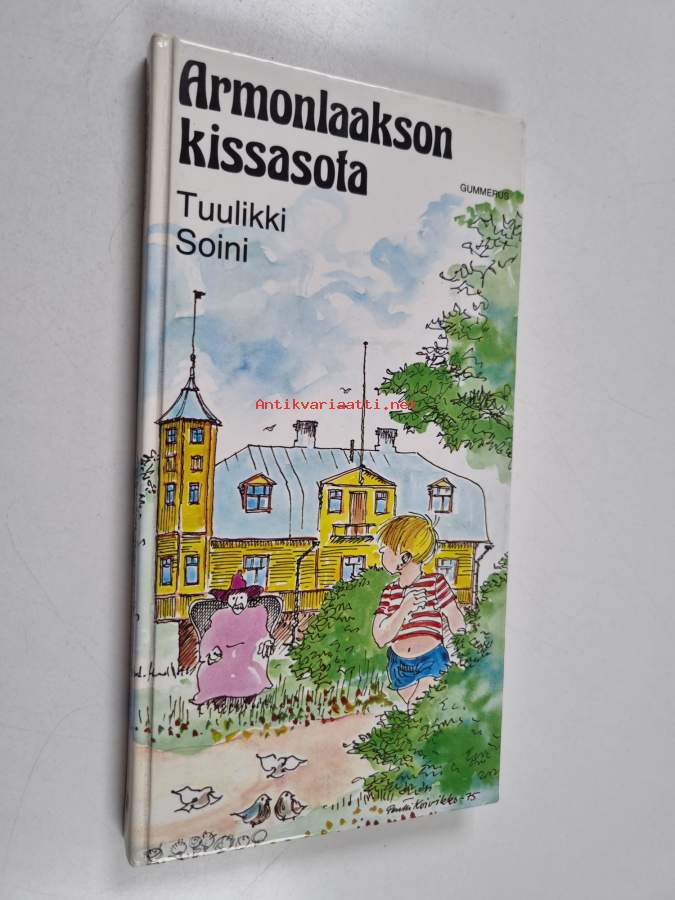 Armonlaakson
kissasota
GUMMERUS
Tuulikki
Soini
Antikvariaatti.net